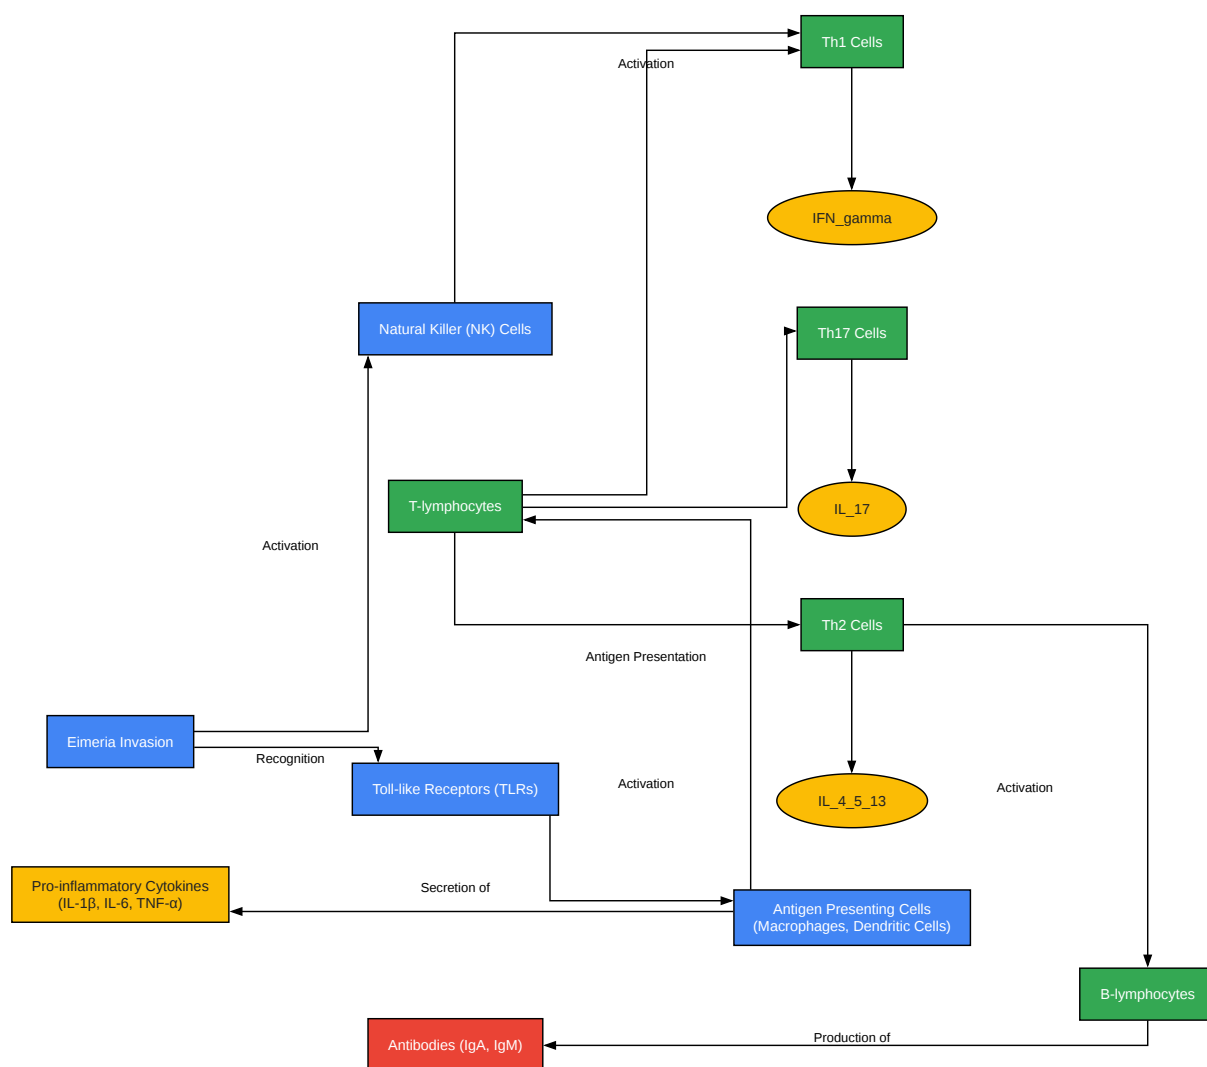 Th1 Cells
Activation
IFN_gamma
Natural Killer (NK) Cells
Th17 Cells
T-lymphocytes
IL_17
Activation
Th2 Cells
Antigen Presentation
Eimeria Invasion
Recognition
Toll-like Receptors (TLRs)
Activation
Activation
IL_4_5_13
Pro-inflammatory Cytokines
(IL-1β, IL-6, TNF-α)
Secretion of
Antigen Presenting Cells
(Macrophages, Dendritic Cells)
B-lymphocytes
Production of
Antibodies (IgA, IgM)